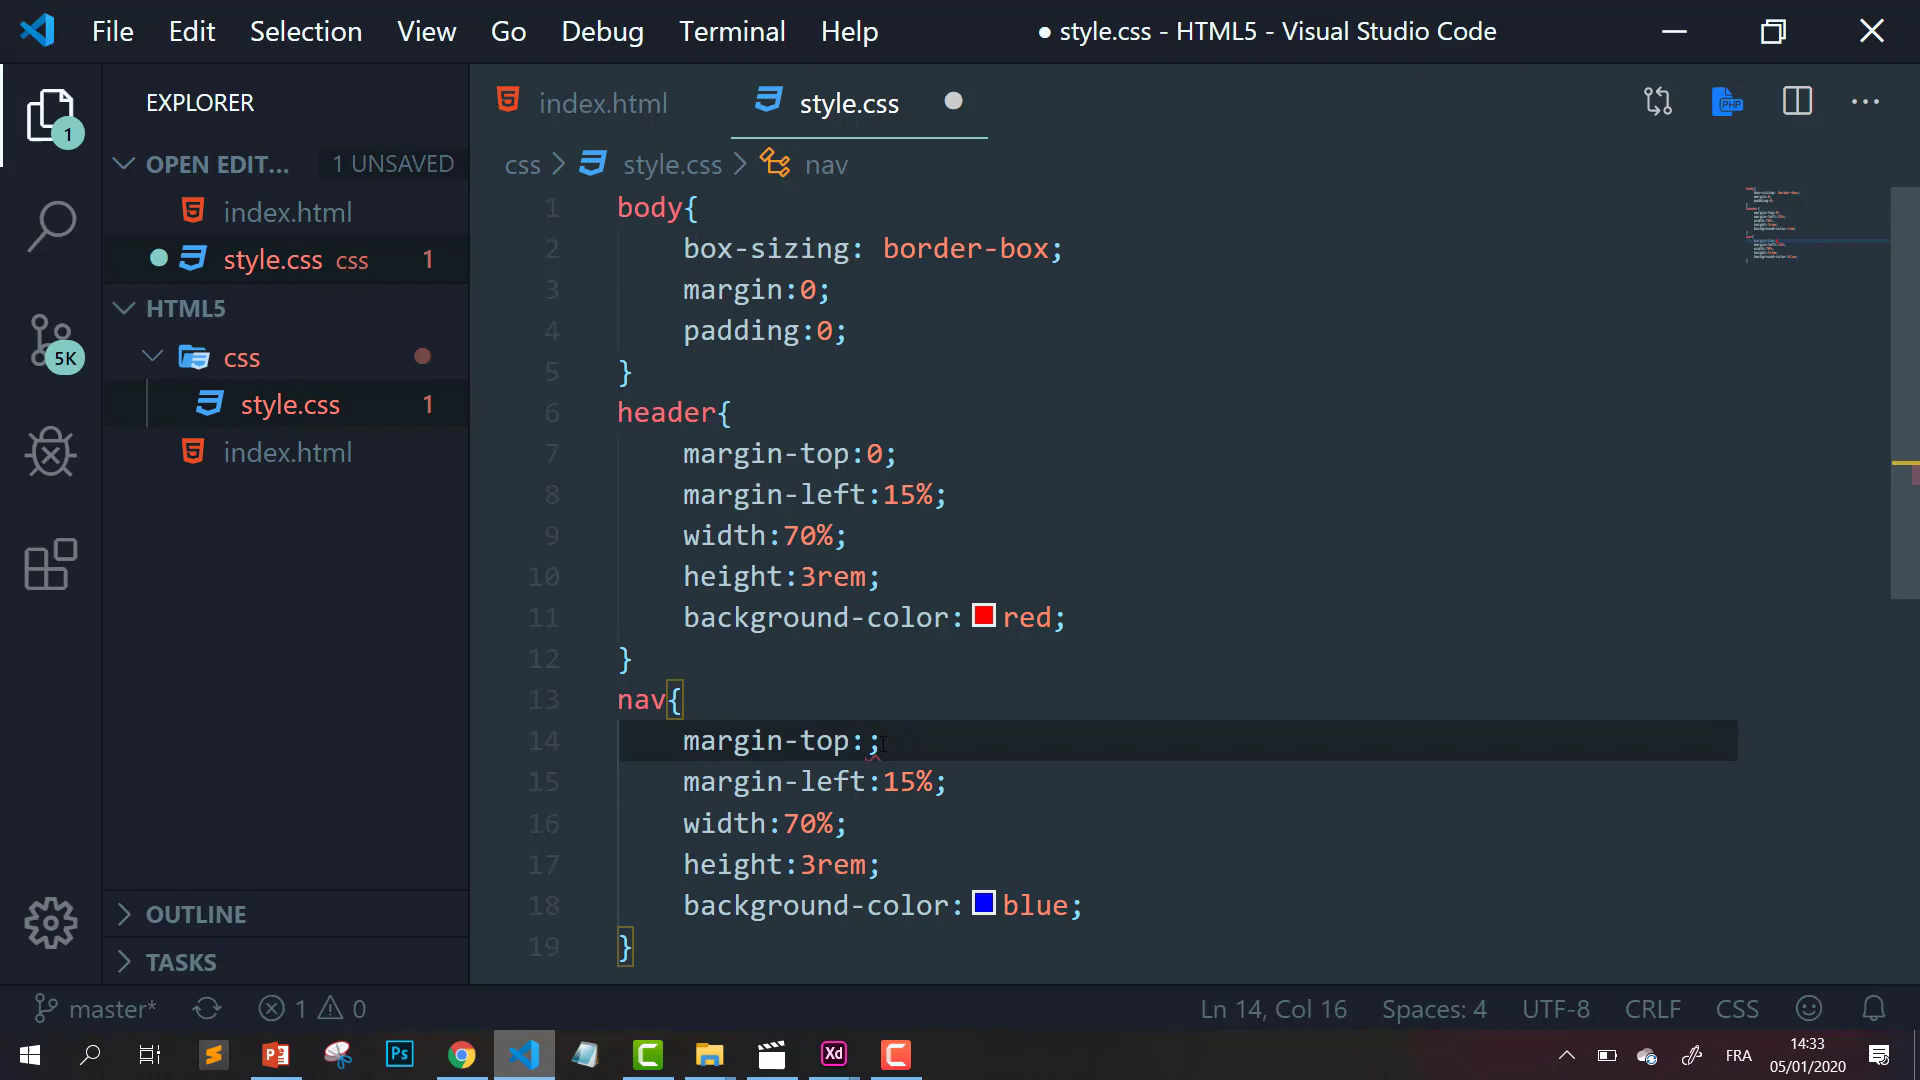 File Edit Selection View Go Debug Terminal Help ● style.css - HTML5 - Visual Studio Code
EXPLORER
1
OPEN EDIT... 1 UNSAVED
index.html
style.css css 1
HTML5
5K
css
style.css 1
index.html
OUTLINE
TASKS
index.html style.css
PHP
css > style.css > nav
1 body{
2 box-sizing: border-box;
3 margin:0;
4 padding:0;
5 }
6 header{
7 margin-top:0;
8 margin-left:15%;
9 width:70%;
10 height:3rem;
11 background-color:red;
12 }
13 nav{
14 margin-top:;
15 margin-left:15%;
16 width:70%;
17 height:3rem;
18 background-color:blue;
19 }
master* 1 0 Ln 14, Col 16 Spaces: 4 UTF-8 CRLF CSS
Ps Xd FRA 14:33
05/01/2020